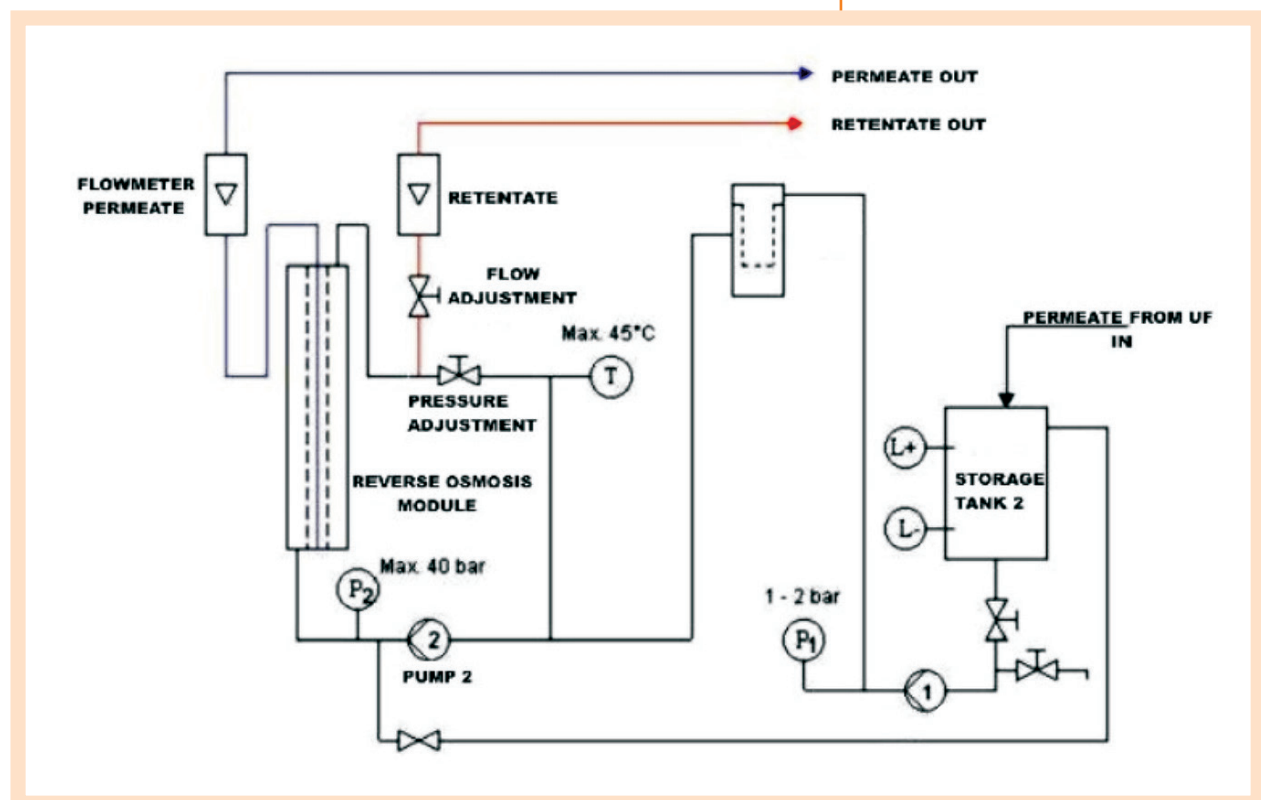 PERMEATE OUT
RETENTATE OUT
FLOWMETER
PERMEATE
RETENTATE
FLOW
ADJUSTMENT
Max. 45°C
T
PRESSURE
ADJUSTMENT
PERMEATE FROM UF
IN
L+
STORAGE
TANK 2
L-
REVERSE OSMOSIS
MODULE
Max. 40 bar
P2
2
PUMP 2
1 - 2 bar
P1
1